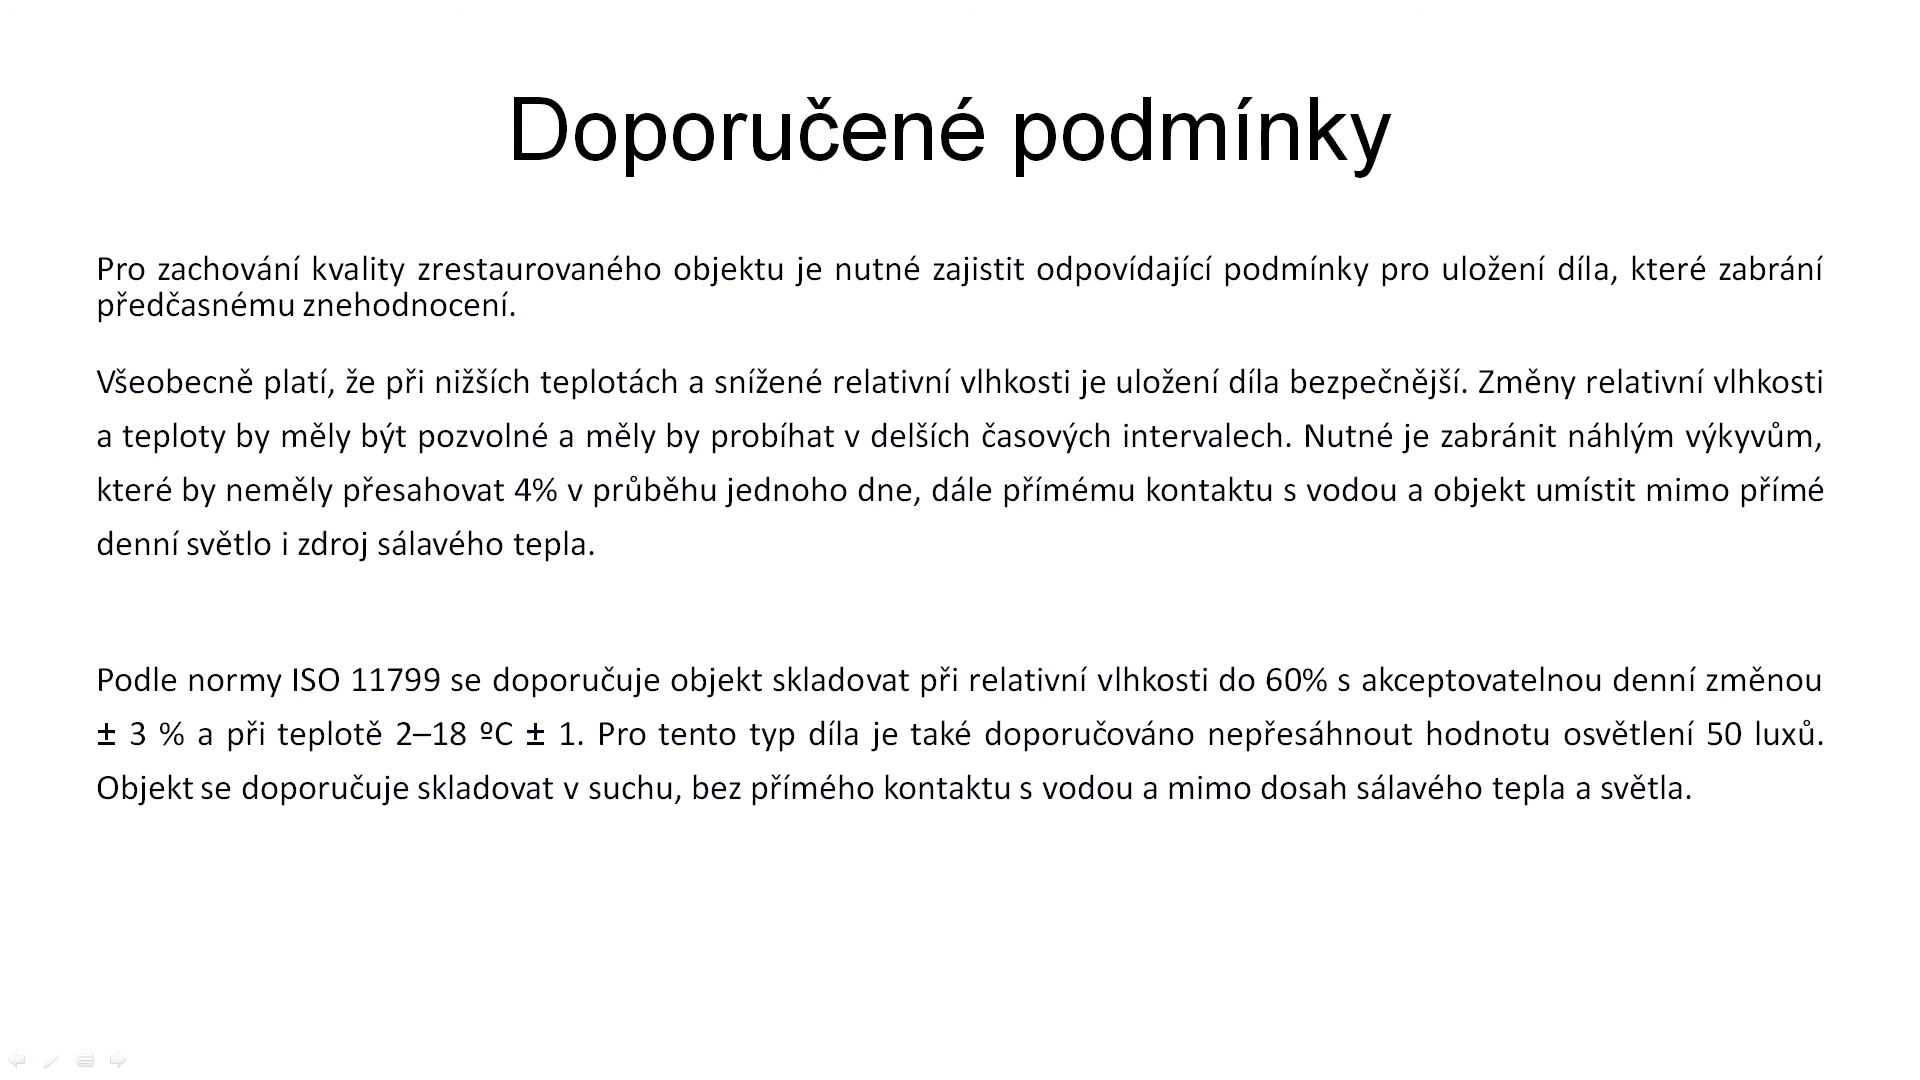 Doporučené podmínky
Pro zachování kvality zrestaurovaného objektu je nutné zajistit odpovídající podmínky pro uložení díla, které zabrání
předčasnému znehodnocení.
Všeobecně platí, že při nižších teplotách a snížené relativní vlhkosti je uložení díla bezpečnější. Změny relativní vlhkosti
a teploty by měly být pozvolné a měly by probíhat v delších časových intervalech. Nutné je zabránit náhlým výkyvům,
které by neměly přesahovat 4% v průběhu jednoho dne, dále přímému kontaktu s vodou a objekt umístit mimo přímé
denní světlo i zdroj sálavého tepla.
Podle normy ISO 11799 se doporučuje objekt skladovat při relativní vlhkosti do 60% s akceptovatelnou denní změnou
± 3 % a při teplotě 2–18 ºC ± 1. Pro tento typ díla je také doporučováno nepřesáhnout hodnotu osvětlení 50 luxů.
Objekt se doporučuje skladovat v suchu, bez přímého kontaktu s vodou a mimo dosah sálavého tepla a světla.